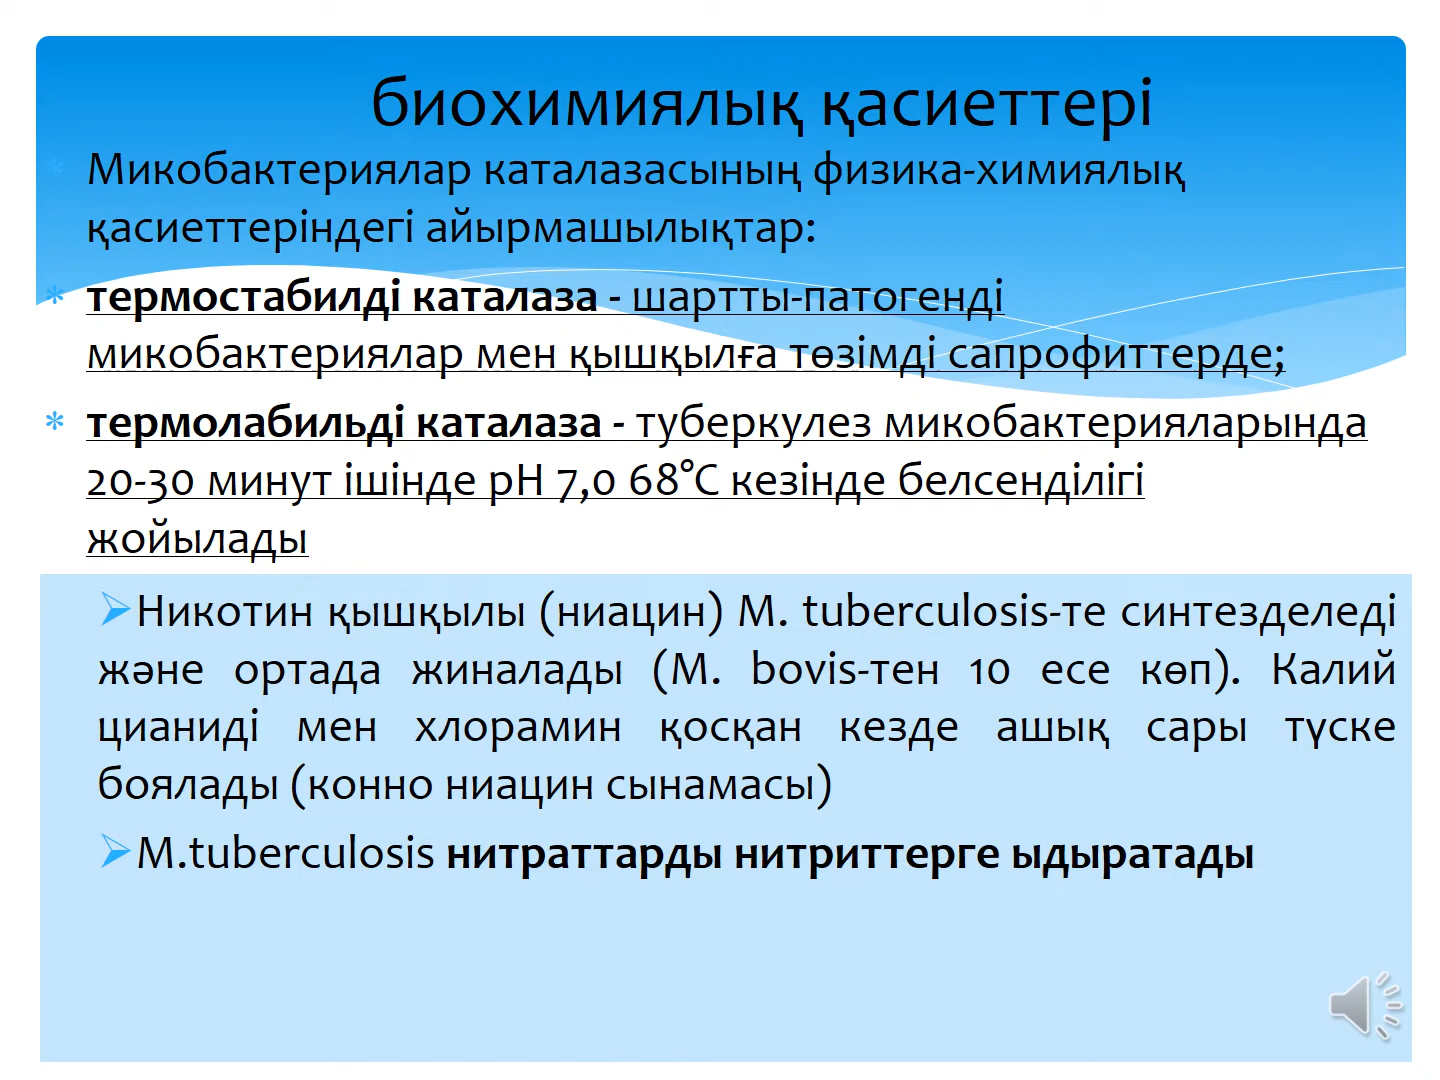 биохимиялық қасиеттері
Микобактериялар каталазасының физика-химиялық
қасиеттеріндегі айырмашылықтар:
термостабилді каталаза - шартты-патогенді
микобактериялар мен қышқылға төзімді сапрофиттерде;
термолабильді каталаза - туберкулез микобактерияларында
20-30 минут ішінде pH 7,0 68°С кезінде белсенділігі
жойылады
Никотин қышқылы (ниацин) M. tuberculosis-те синтезделеді
және ортада жиналады (M. bovis-тен 10 есе көп). Калий
цианиді мен хлорамин қосқан кезде ашық сары түске
боялады (конно ниацин сынамасы)
M.tuberculosis нитраттарды нитриттерге ыдыратады